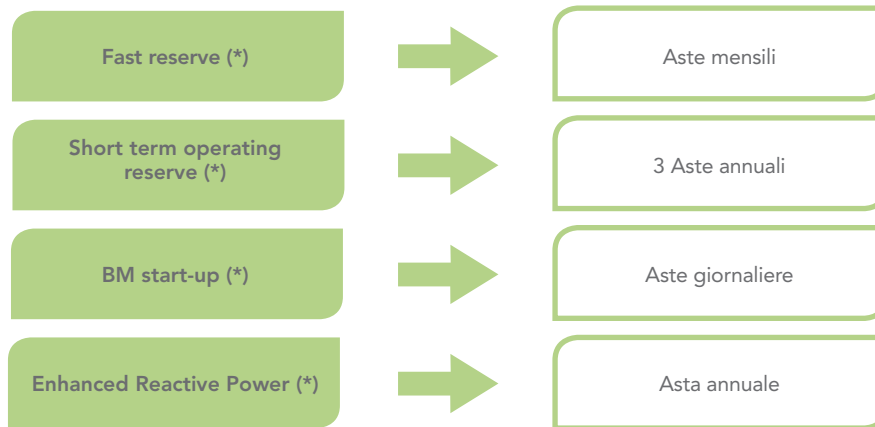 Fast reserve (*)
Aste mensili
Short term operating
reserve (*)
3 Aste annuali
BM start-up (*)
Aste giornaliere
Enhanced Reactive Power (*)
Asta annuale